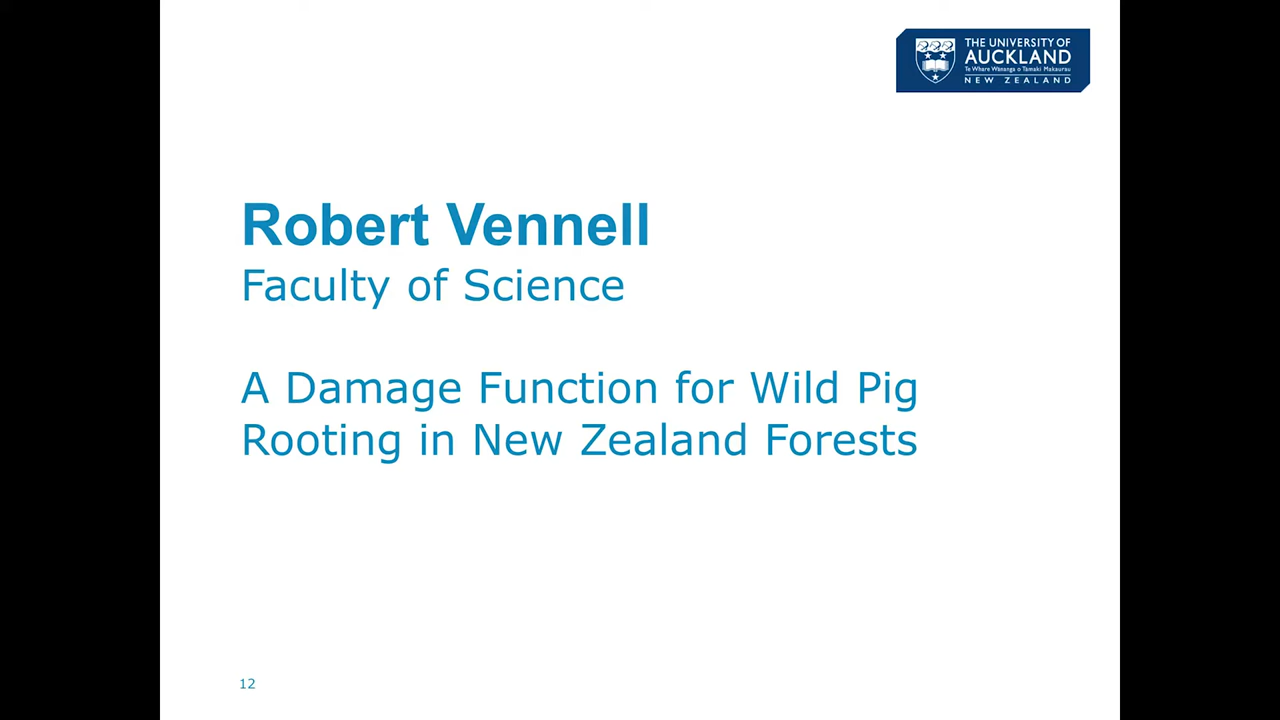 THE UNIVERSITY OF
AUCKLAND
Te Whare Wānanga o Tāmaki Makaurau
NEW ZEALAND
Robert Vennell
Faculty of Science
A Damage Function for Wild Pig
Rooting in New Zealand Forests
12